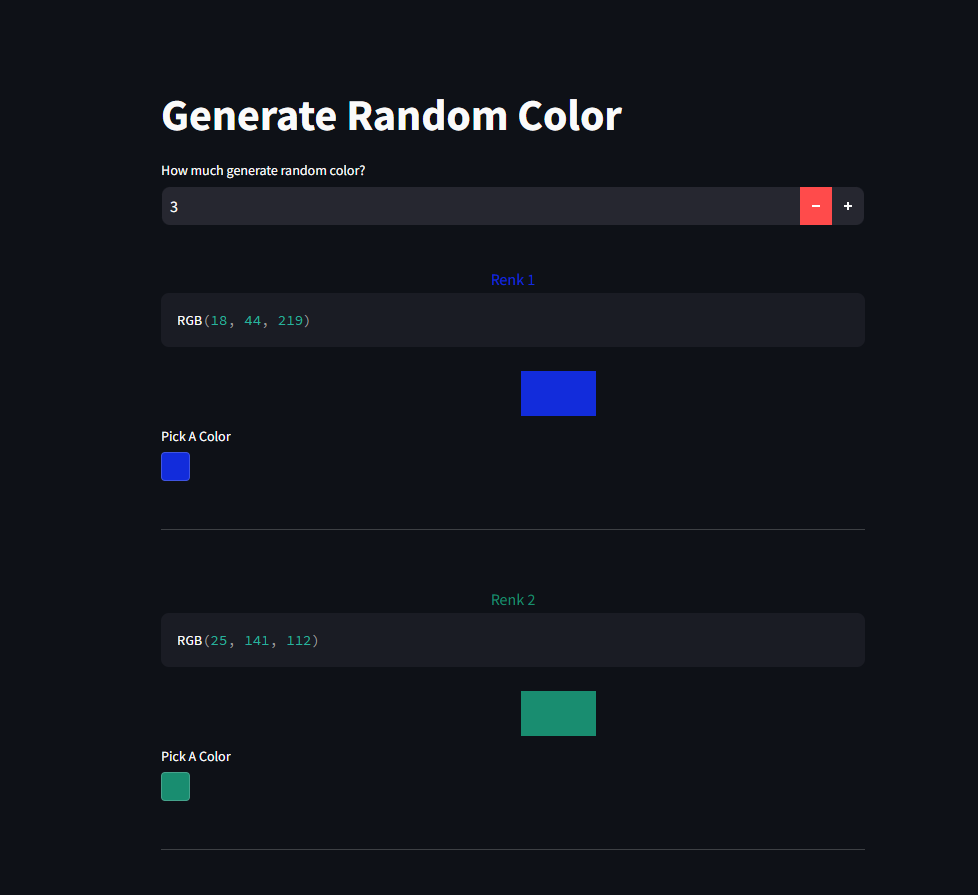 Generate Random Color
How much generate random color?
3
Renk 1
RGB(18, 44, 219)
Pick A Color
Renk 2
RGB(25, 141, 112)
Pick A Color